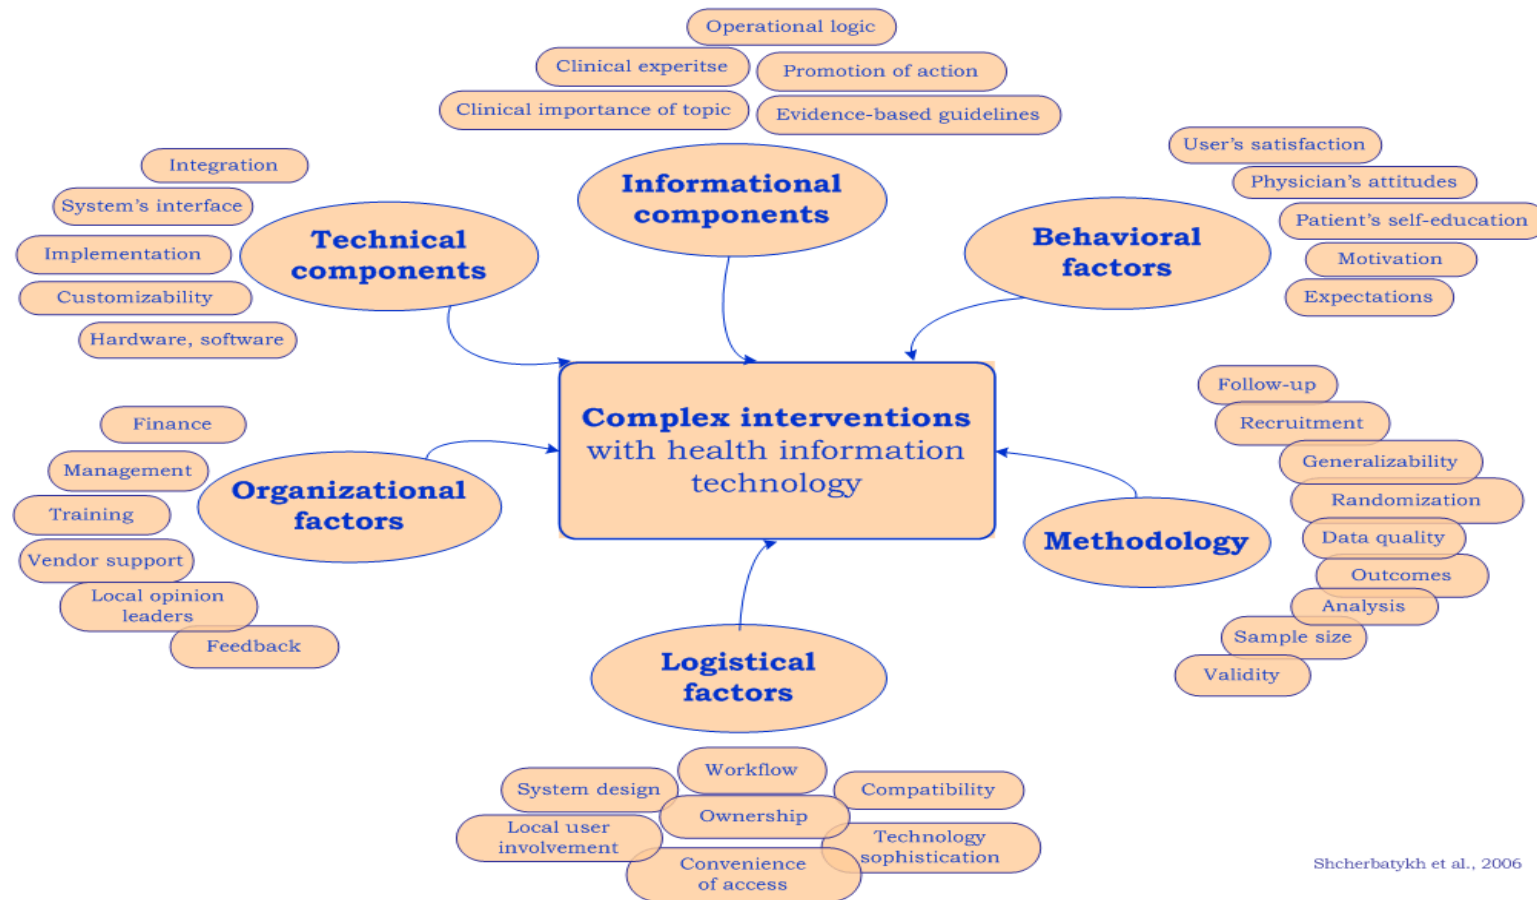 Operational logic
Clinical experitse
Promotion of action
Clinical importance of topic
Evidence-based guidelines
Informational
components
Integration
System's interface
Implementation
Customizability
Hardware, software
Technical
components
User's satisfaction
Physician's attitudes
Patient's self-education
Motivation
Expectations
Behavioral
factors
Complex interventions
with health information
technology
Finance
Management
Training
Vendor support
Local opinion
leaders
Feedback
Organizational
factors
Follow-up
Recruitment
Generalizability
Randomization
Data quality
Outcomes
Analysis
Sample size
Validity
Methodology
Logistical
factors
Workflow
System design
Compatibility
Ownership
Local user
involvement
Technology
sophistication
Convenience
of access
Shcherbatykh et al., 2006